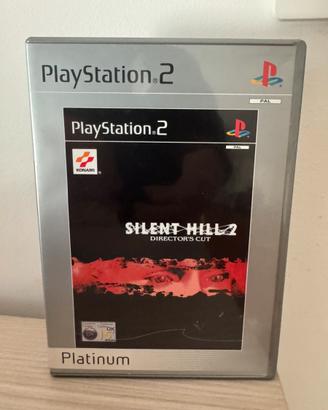 PlayStation®2
PAL
PlayStation®2
PAL
KONAMI
SILENT HILL 2
DIRECTOR'S CUT
Platinum